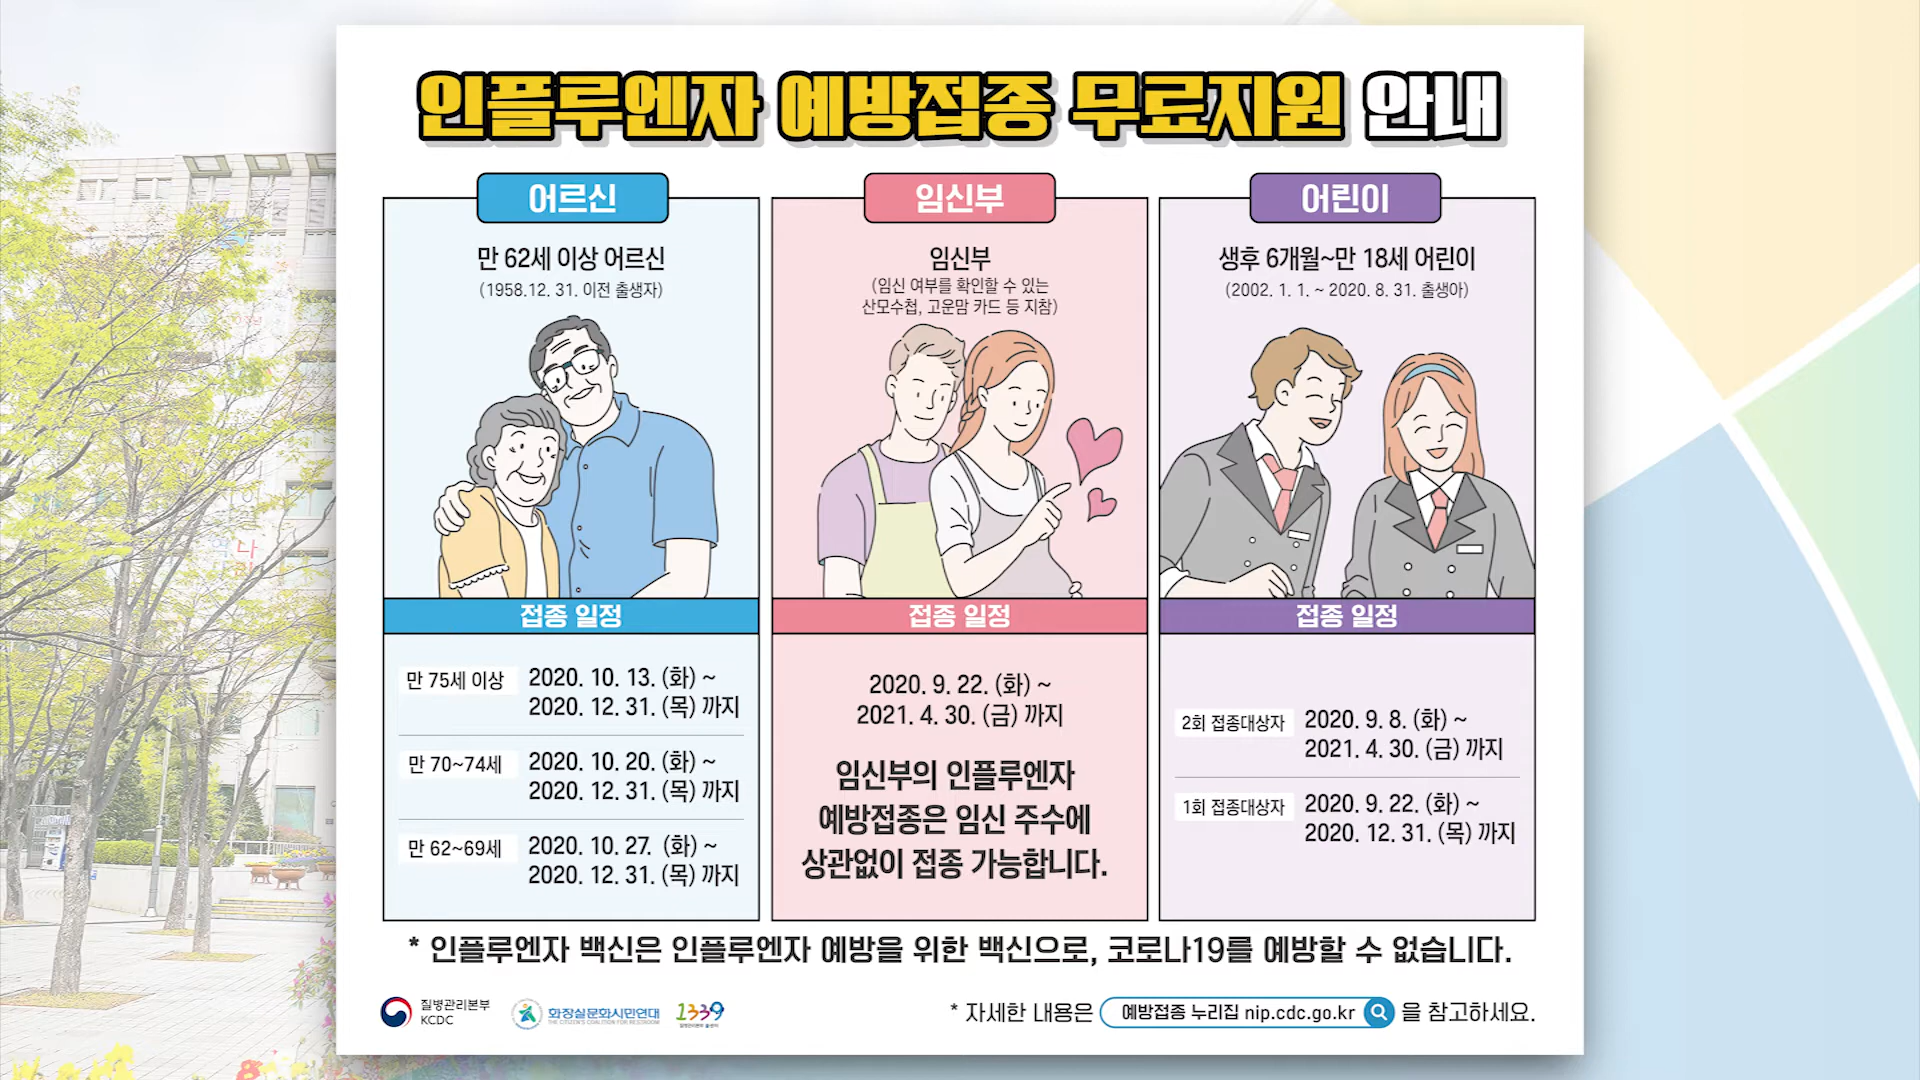 인플루엔자 예방접종 무료지원 안내
어르신
만 62세 이상 어르신
(1958.12. 31. 이전 출생자)
접종 일정
만 75세 이상
2020. 10. 13. (화) ~
2020. 12. 31. (목) 까지
만 70~74세
2020. 10. 20. (화) ~
2020. 12. 31. (목) 까지
만 62~69세
2020. 10. 27. (화) ~
2020. 12. 31. (목) 까지
임신부
임신부
(임신 여부를 확인할 수 있는
산모수첩, 고운맘 카드 등 지참)
접종 일정
2020. 9. 22. (화) ~
2021. 4. 30. (금) 까지
임신부의 인플루엔자
예방접종은 임신 주수에
상관없이 접종 가능합니다.
어린이
생후 6개월~만 18세 어린이
(2002. 1. 1. ~ 2020. 8. 31. 출생아)
접종 일정
2회 접종대상자
2020. 9. 8. (화) ~
2021. 4. 30. (금) 까지
1회 접종대상자
2020. 9. 22. (화) ~
2020. 12. 31. (목) 까지
* 인플루엔자 백신은 인플루엔자 예방을 위한 백신으로, 코로나19를 예방할 수 없습니다.
질병관리본부
KCDC
화장실문화시민연대
THE CITIZEN'S COALITION FOR RESTROOM
1339
질병관리본부 콜센터
* 자세한 내용은 예방접종 누리집 nip.cdc.go.kr 을 참고하세요.